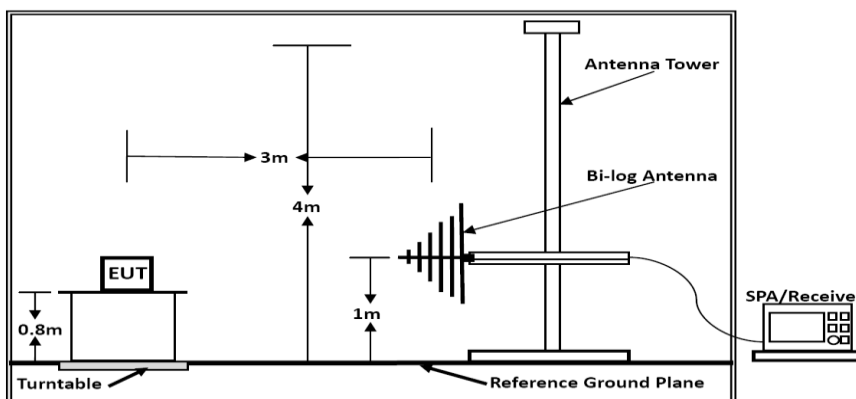 Antenna Tower
3m
Bi-log Antenna
4m
EUT
SPA/Receive
0.8m
1m
Turntable
Reference Ground Plane